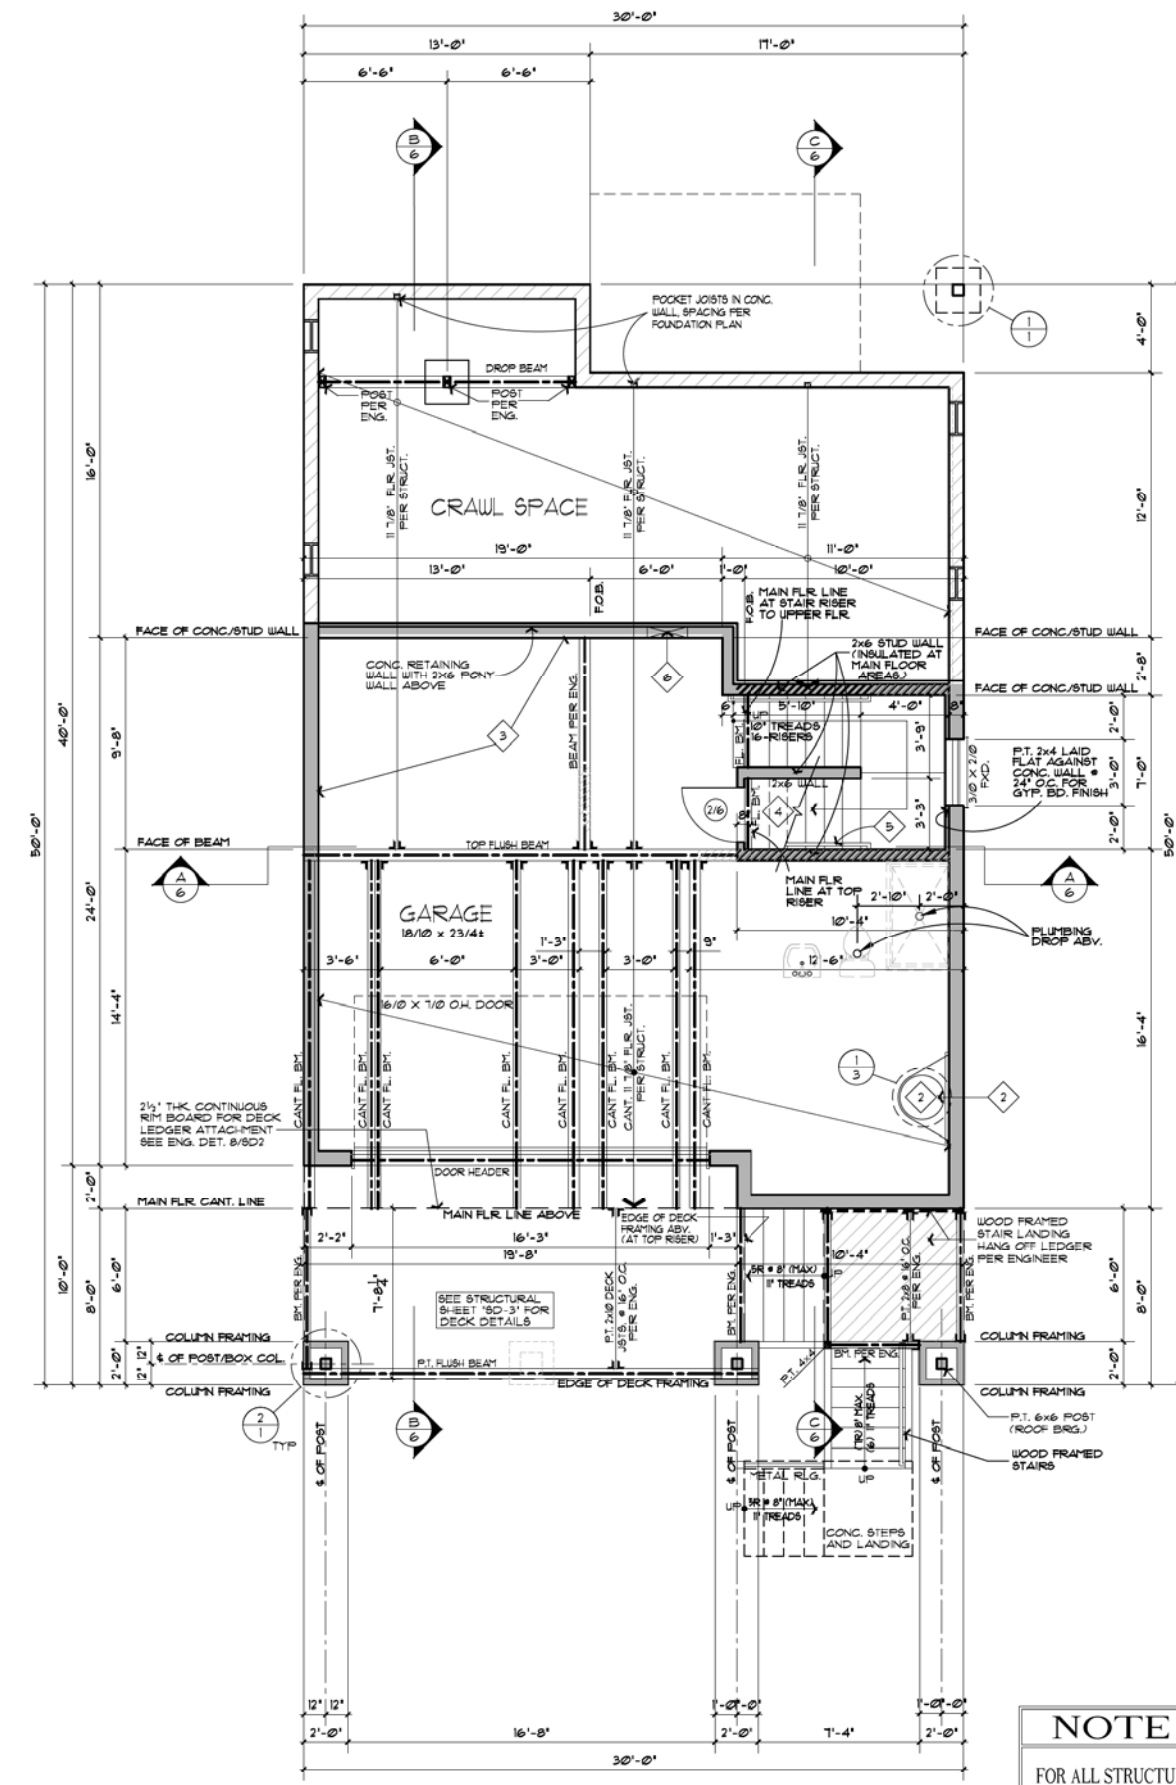 30'-0"
13'-0"
17'-0"
6'-6"
6'-6"
B
6
C
6
POCKET JOISTS IN CONC.
WALL, SPACING PER
FOUNDATION PLAN
1
1
4'-0"
DROP BEAM
POST
PER
ENG.
POST
PER
ENG.
16'-0"
11 7/8" FLR. JST.
PER STRUCT.
11 7/8" FLR. JST.
PER STRUCT.
11 7/8" FLR. JST.
PER STRUCT.
CRAWL SPACE
12'-0"
19'-0"
11'-0"
13'-0"
6'-0"
1'-0"
10'-0"
F.O.B.
F.O.B.
MAIN FLR. LINE
AT STAIR RISER
TO UPPER FLR.
FACE OF CONC./STUD WALL
FACE OF CONC./STUD WALL
2x6 STUD WALL
(INSULATED AT
MAIN FLOOR
AREAS.)
CONC. RETAINING
WALL WITH 2X6 PONY
WALL ABOVE
6
2'-8"
FACE OF CONC./STUD WALL
40'-0"
9'-8"
3
BEAM PER ENG.
6"
5'-10"
4'-0"
8"
UP
10" TREADS
16-RISERS
FL. BM.
3'-9"
2'-0"
3/0 X 2/0
FXD.
P.T. 2x4 LAID
FLAT AGAINST
CONC. WALL @
24" O.C. FOR
GYP. BD. FINISH
3'-0"
7'-0"
2x6 WALL
2/6
8"
FL. BM.
4
5
3'-3"
2'-0"
50'-0"
50'-0"
FACE OF BEAM
TOP FLUSH BEAM
A
6
A
6
MAIN FLR
LINE AT TOP
RISER
24'-0"
GARAGE
18/10 x 23/4±
2'-10"
2'-0"
10'-4"
PLUMBING
DROP ABV.
1'-3"
9"
3'-6"
6'-0"
3'-0"
3'-0"
12'-6"
16/0 X 7/0 O.H. DOOR
14'-4"
16'-4"
CANT FL. BM.
CANT FL. BM.
CANT FL. BM.
CANT FL. BM.
CANT FL. BM.
CANT. 11 7/8" FLR. JST.
PER STRUCT.
CANT FL. BM.
CANT FL. BM.
1
3
2
2
2½" THK. CONTINUOUS
RIM BOARD FOR DECK
LEDGER ATTACHMENT
SEE ENG. DET. 8/SD2
DOOR HEADER
2'-0"
MAIN FLR. CANT. LINE
MAIN FLR. LINE ABOVE
EDGE OF DECK
FRAMING ABV.
(AT TOP RISER)
WOOD FRAMED
STAIR LANDING
HANG OFF LEDGER
PER ENGINEER
2'-2"
16'-3"
1'-3"
19'-8"
10'-4"
10'-0"
8'-0"
6'-0"
BM. PER ENG.
7'-8¼"
SEE STRUCTURAL
SHEET 'SD-3' FOR
DECK DETAILS
P.T. 2x10 DECK
JSTS. @ 16" O.C.
PER ENG.
BM. PER ENG.
5R @ 8" (MAX)
11" TREADS
UP
P.T. 2x8 @ 16" O.C.
PER ENG.
BM. PER ENG.
6'-0"
8'-0"
COLUMN FRAMING
COLUMN FRAMING
2'-0"
12"
12"
℄ OF POST/BOX COL.
P.T. FLUSH BEAM
BM. PER ENG.
P.T. 4x4
2'-0"
COLUMN FRAMING
EDGE OF DECK FRAMING
COLUMN FRAMING
2
1
TYP
℄ OF POST
B
6
℄ OF POST
C
6
(7R) 8" MAX.
(6) 11" TREADS
℄ OF POST
P.T. 6x6 POST
(ROOF BRG.)
WOOD FRAMED
STAIRS
METAL RLG.
UP
UP
3R @ 8" (MAX)
11" TREADS
CONC. STEPS
AND LANDING
12"
12"
1'-0"
1'-0"
1'-0"
1'-0"
2'-0"
16'-8"
2'-0"
7'-4"
2'-0"
30'-0"
NOTE
FOR ALL STRUCTU